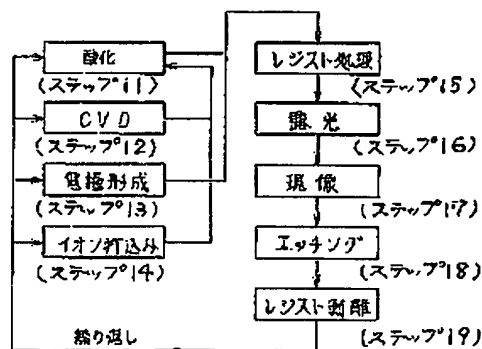 酸化
(ステップ11)
CVD
(ステップ12)
電極形成
(ステップ13)
イオン打込み
(ステップ14)
繰り返し
レジスト処理
(ステップ15)
露光
(ステップ16)
現像
(ステップ17)
エッチング
(ステップ18)
レジスト剥離
(ステップ19)